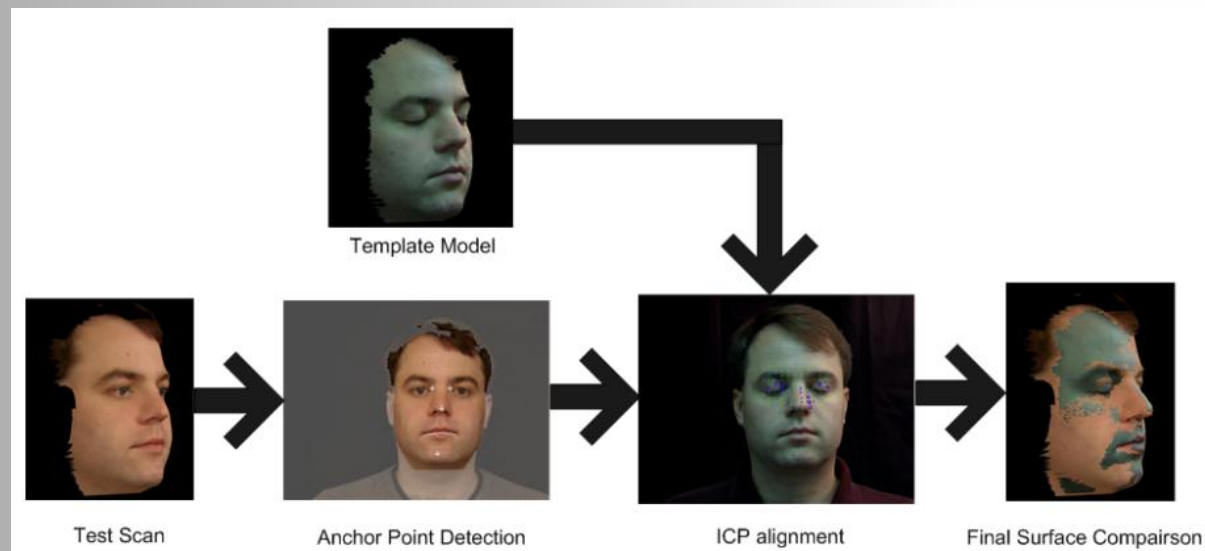 Template Model
Test Scan
Anchor Point Detection
ICP alignment
Final Surface Compairson